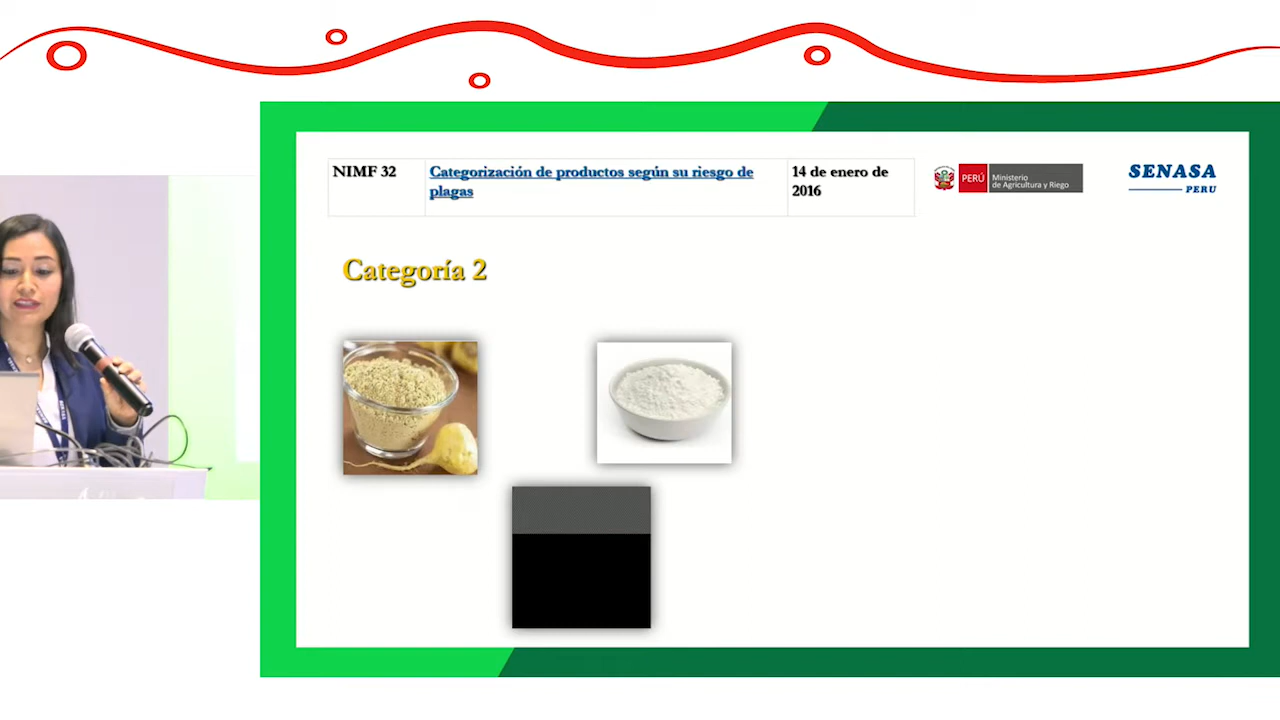 NIMF 32
Categorización de productos según su riesgo de
plagas
14 de enero de
2016
PERÚ
Ministerio
de Agricultura y Riego
SENASA
PERU
Categoría 2